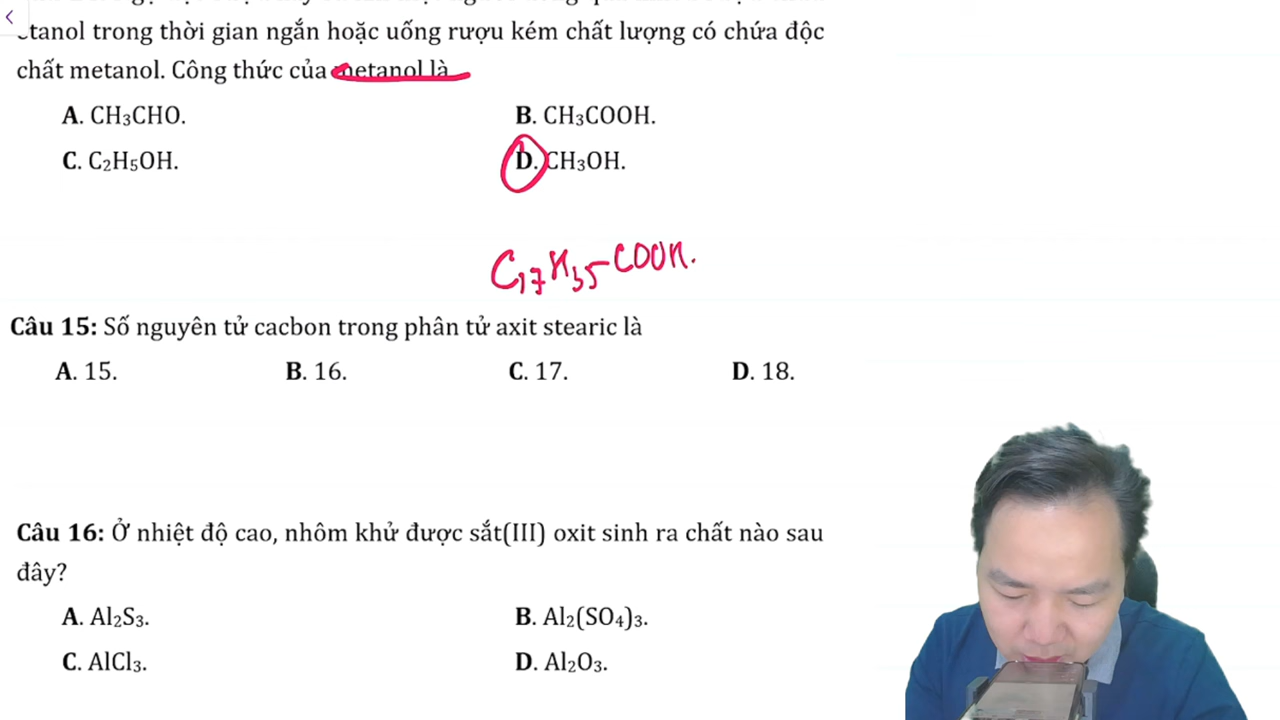 etanol trong thời gian ngắn hoặc uống rượu kém chất lượng có chứa độc
chất metanol. Công thức của metanol là
A. CH₃CHO.
B. CH₃COOH.
C. C₂H₅OH.
D. CH₃OH.
C₁₇H₃₅COOH.
Câu 15: Số nguyên tử cacbon trong phân tử axit stearic là
A. 15.
B. 16.
C. 17.
D. 18.
Câu 16: Ở nhiệt độ cao, nhôm khử được sắt(III) oxit sinh ra chất nào sau
đây?
A. Al₂S₃.
B. Al₂(SO₄)₃.
C. AlCl₃.
D. Al₂O₃.